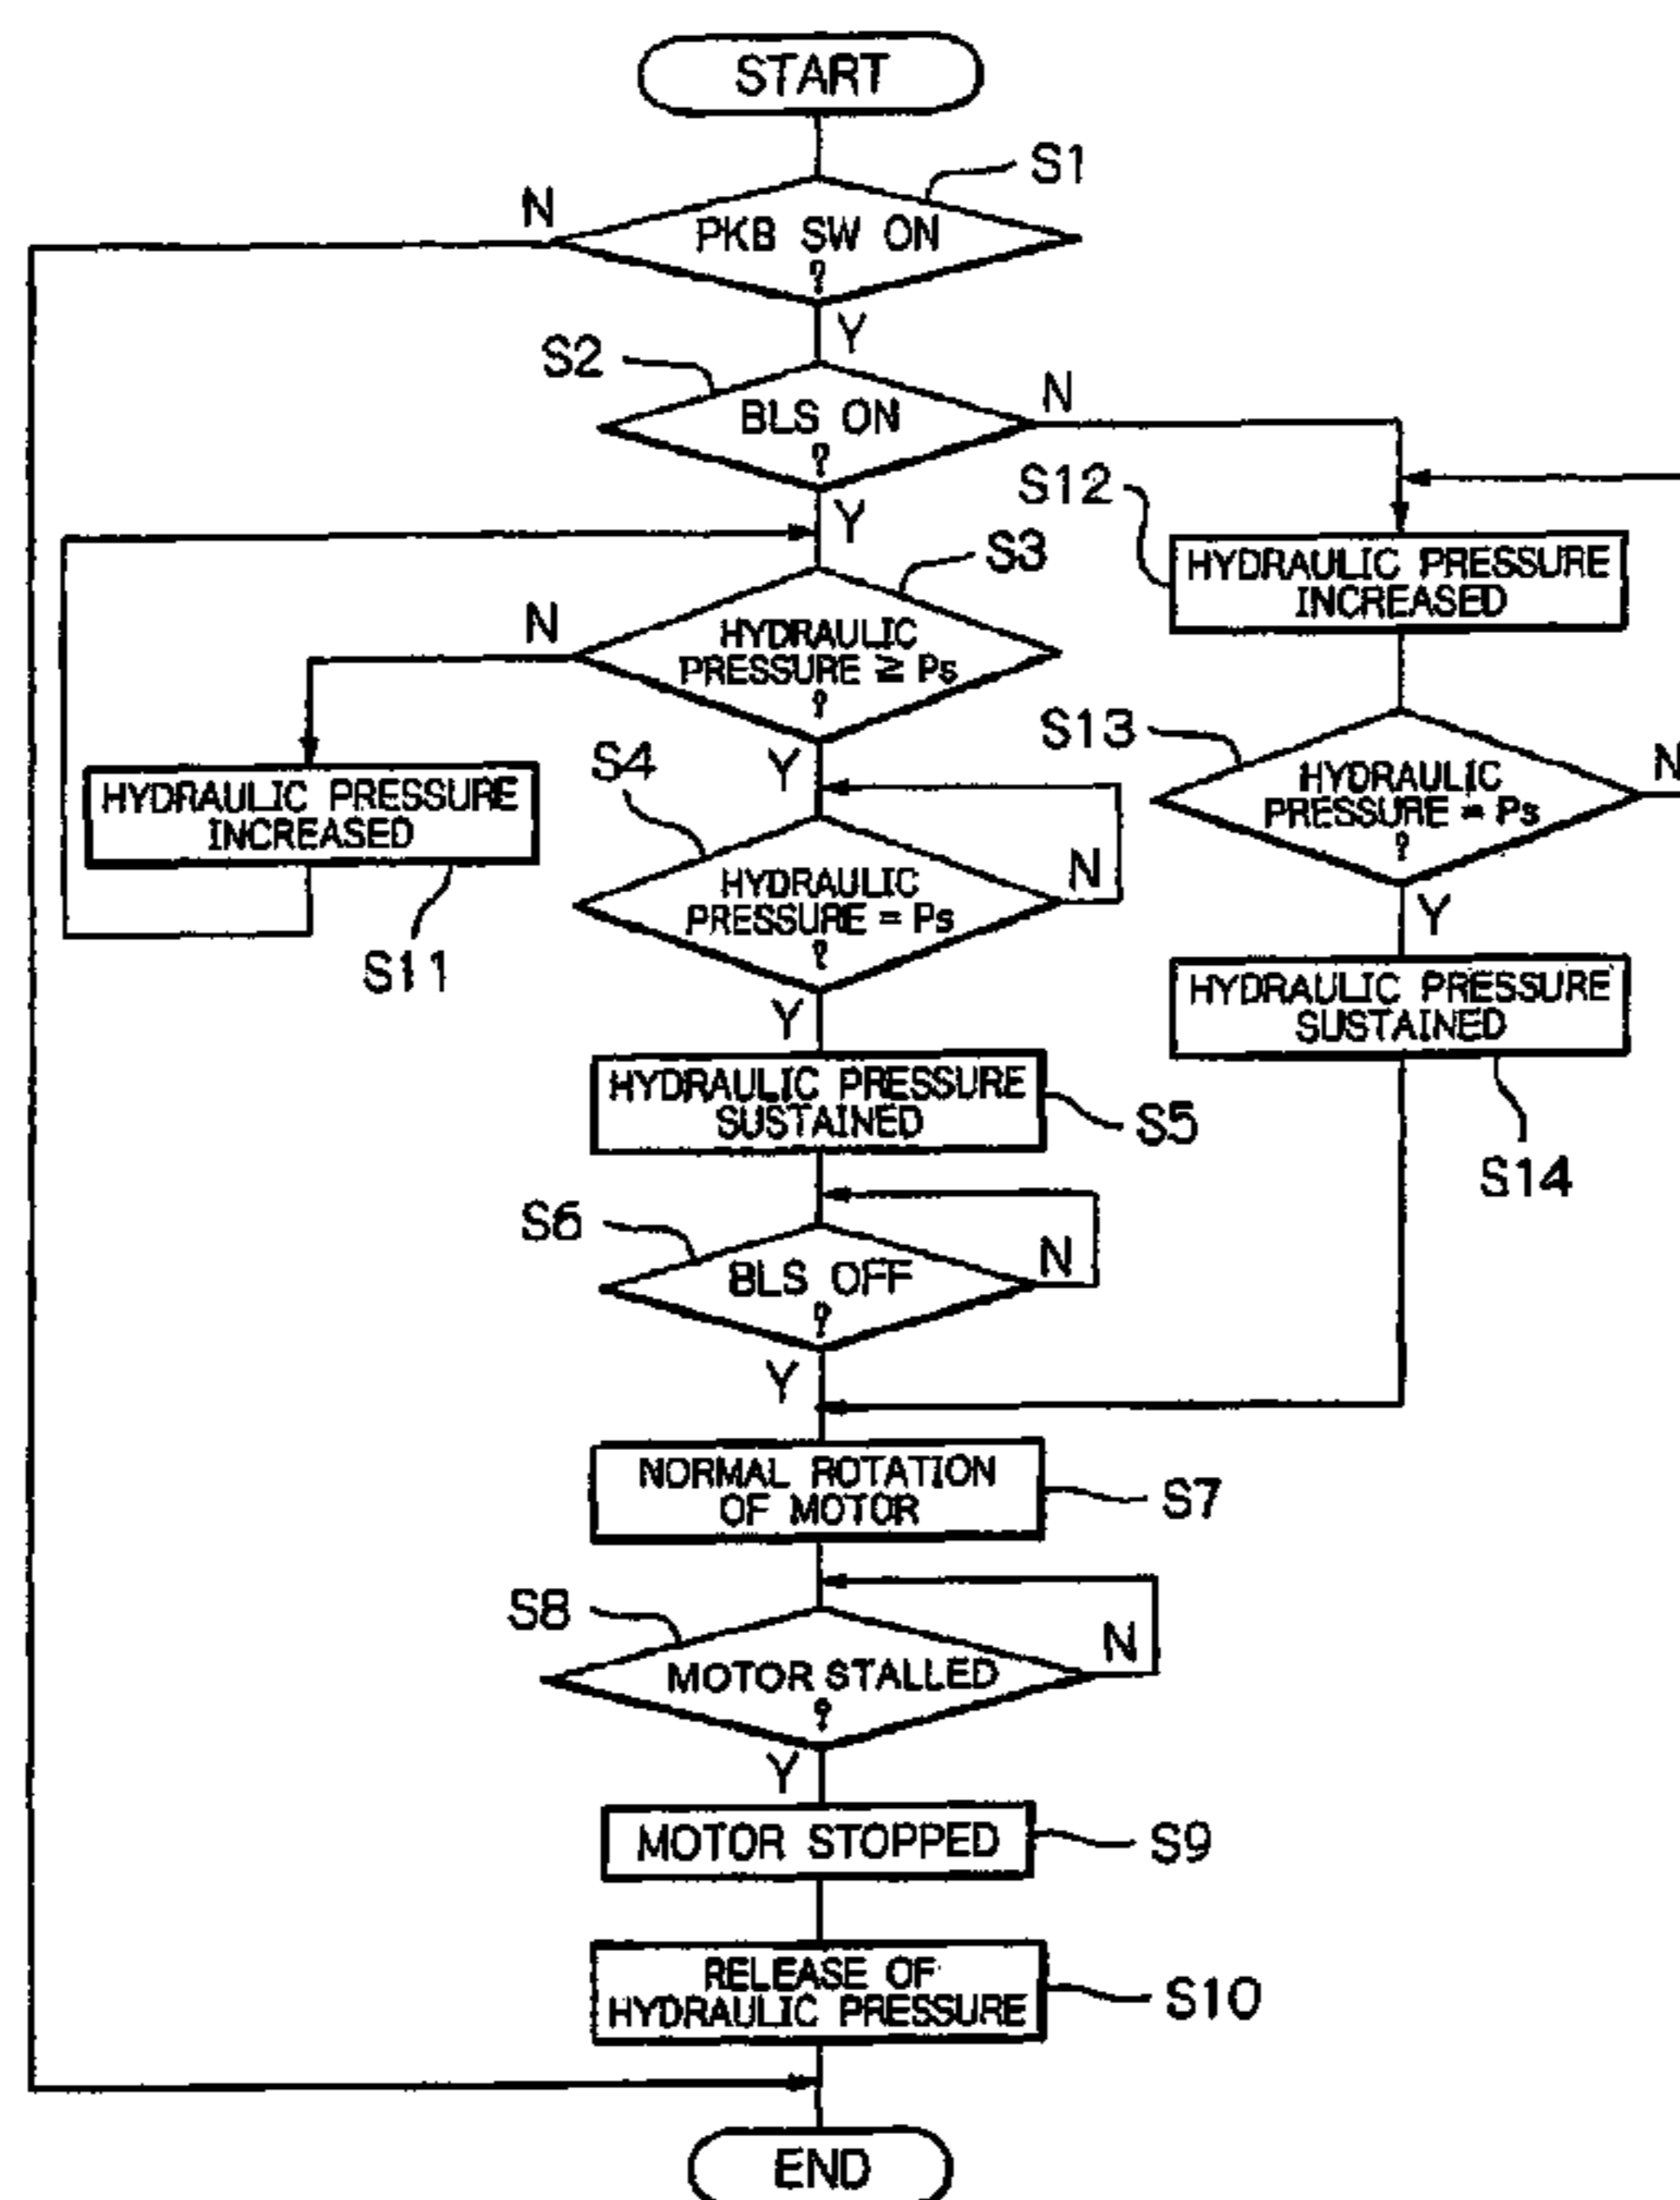 START
S1
N
PKB SW ON
?
Y
S2
BLS ON
?
N
Y
S12
HYDRAULIC PRESSURE
INCREASED
S3
N
HYDRAULIC
PRESSURE ≥ Ps
?
Y
S13
HYDRAULIC
PRESSURE = Ps
?
N
Y
HYDRAULIC PRESSURE
INCREASED
S11
S4
HYDRAULIC
PRESSURE = Ps
?
N
Y
HYDRAULIC PRESSURE
SUSTAINED
S14
HYDRAULIC PRESSURE
SUSTAINED
S5
S6
BLS OFF
?
N
Y
NORMAL ROTATION
OF MOTOR
S7
S8
MOTOR STALLED
?
N
Y
MOTOR STOPPED
S9
RELEASE OF
HYDRAULIC PRESSURE
S10
END